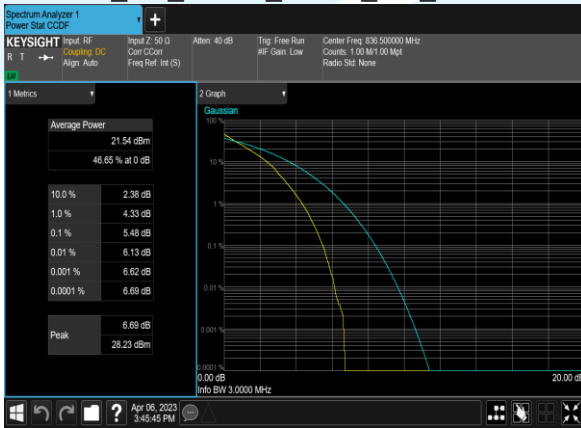 Spectrum Analyzer 1
Power Stat CCDF
+
KEYSIGHT
R T
Input: RF
Coupling: DC
Align: Auto
Input Z: 50 Ω
Corr CCorr
Freq Ref: Int (S)
Atten: 40 dB
Trig: Free Run
#IF Gain: Low
Center Freq: 836.500000 MHz
Counts: 1.00 M/1.00 Mpt
Radio Std: None
1 Metrics
Average Power
21.54 dBm
46.65 % at 0 dB
10.0 % 2.38 dB
1.0 % 4.33 dB
0.1 % 5.48 dB
0.01 % 6.13 dB
0.001 % 6.62 dB
0.0001 % 6.69 dB
Peak
6.69 dB
28.23 dBm
2 Graph
Gaussian
100 %
10 %
1 %
0.1 %
0.01 %
0.001 %
0.0001 %
0.00 dB
20.00 dB
Info BW 3.0000 MHz
?
Apr 06, 2023
3:45:45 PM